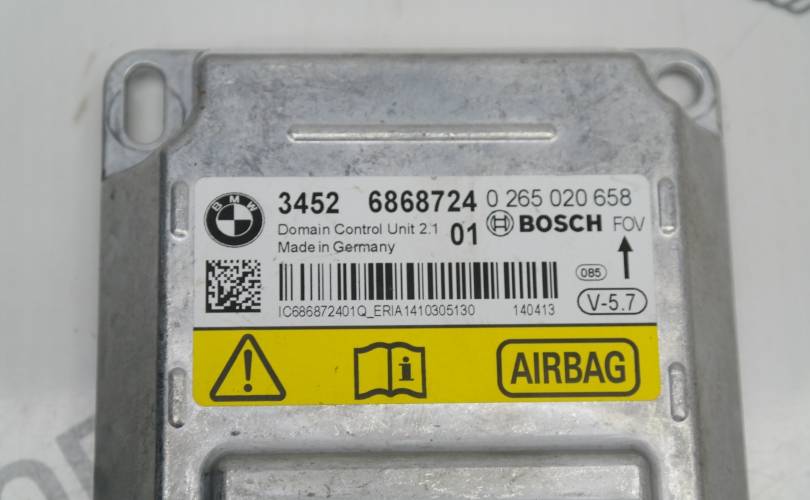 BMW
3452 6868724 0 265 020 658
Domain Control Unit 2.1 01 BOSCH FOV
Made in Germany
085
V-5.7
IC686872401Q_ERIA1410305130 140413
AIRBAG